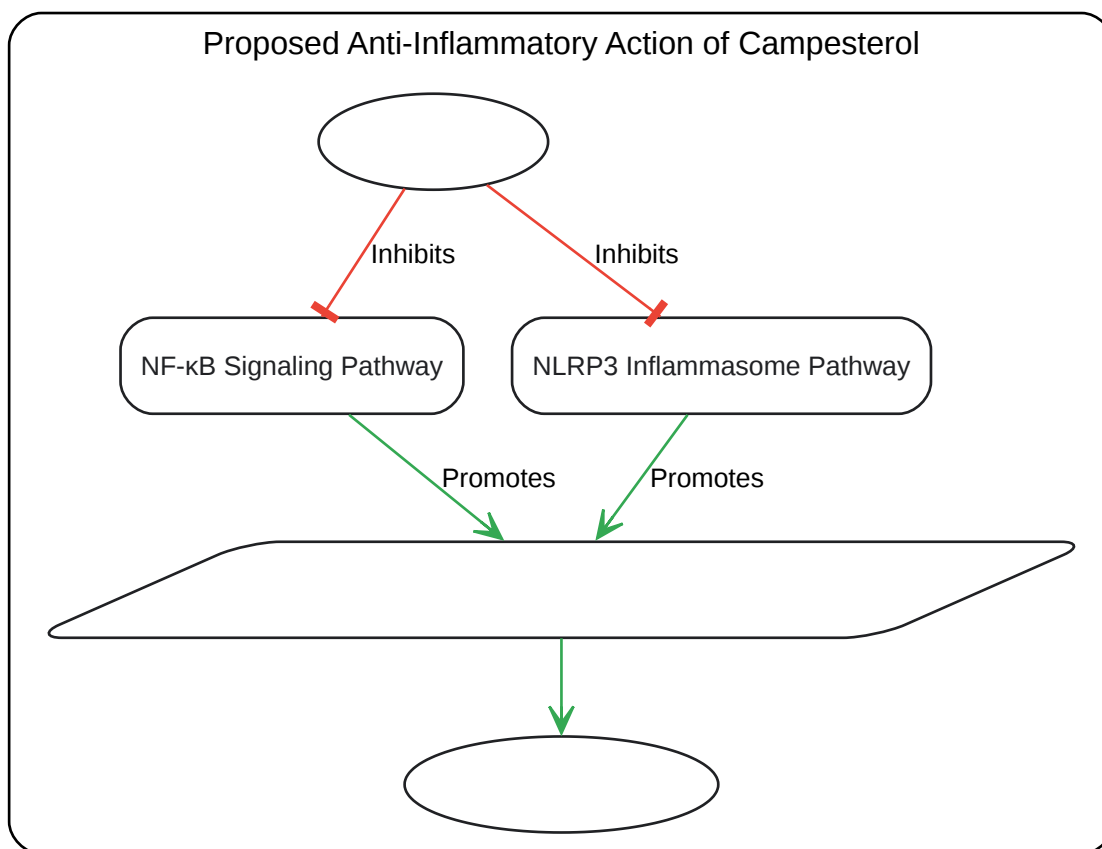 Proposed Anti-Inflammatory Action of Campesterol
Inhibits
Inhibits
NF-κB Signaling Pathway
NLRP3 Inflammasome Pathway
Promotes
Promotes